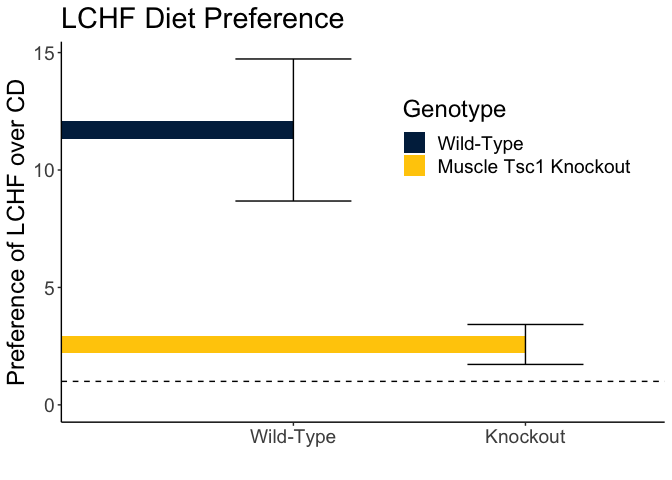 LCHF Diet Preference
Preference of LCHF over CD
15
10
5
0
Genotype
Wild-Type
Muscle Tsc1 Knockout
Wild-Type
Knockout